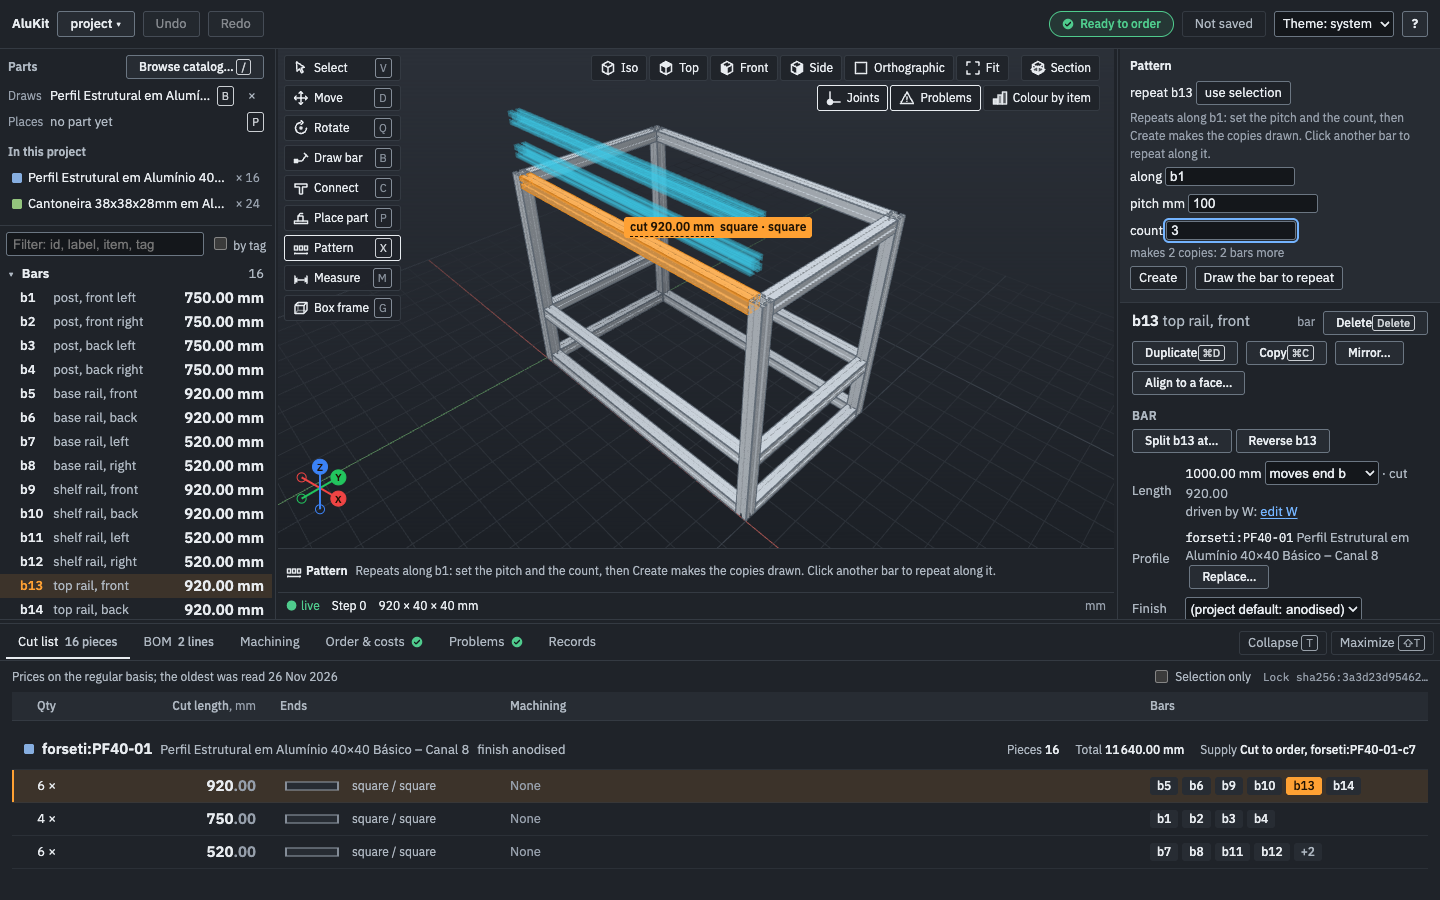 AluKit
project ▾
Undo
Redo
Ready to order
Not saved
Theme: system
?
Parts
Browse catalog... /
Draws Perfil Estrutural em Alumí... B ×
Places no part yet P
In this project
Perfil Estrutural em Alumínio 40... × 16
Cantoneira 38x38x28mm em Al... × 24
Filter: id, label, item, tag
by tag
▾ Bars 16
b1 post, front left 750.00 mm
b2 post, front right 750.00 mm
b3 post, back left 750.00 mm
b4 post, back right 750.00 mm
b5 base rail, front 920.00 mm
b6 base rail, back 920.00 mm
b7 base rail, left 520.00 mm
b8 base rail, right 520.00 mm
b9 shelf rail, front 920.00 mm
b10 shelf rail, back 920.00 mm
b11 shelf rail, left 520.00 mm
b12 shelf rail, right 520.00 mm
b13 top rail, front 920.00 mm
b14 top rail, back 920.00 mm
Select V
Move D
Rotate Q
Draw bar B
Connect C
Place part P
Pattern X
Measure M
Box frame G
Iso
Top
Front
Side
Orthographic
Fit
Section
Joints
Problems
Colour by item
cut 920.00 mm square · square
Z
Y
X
Pattern Repeats along b1: set the pitch and the count, then Create makes the copies drawn. Click another bar to repeat along it.
live Step 0 920 × 40 × 40 mm mm
Pattern
repeat b13 use selection
Repeats along b1: set the pitch and the count, then
Create makes the copies drawn. Click another bar to
repeat along it.
along b1
pitch mm 100
count 3
makes 2 copies: 2 bars more
Create
Draw the bar to repeat
b13 top rail, front bar Delete Delete
Duplicate ⌘D
Copy ⌘C
Mirror...
Align to a face...
BAR
Split b13 at...
Reverse b13
Length 1000.00 mm moves end b · cut
920.00
driven by W: edit W
Profile forseti:PF40-01 Perfil Estrutural em
Alumínio 40×40 Básico – Canal 8
Replace...
Finish (project default: anodised)
Cut list 16 pieces
BOM 2 lines
Machining
Order & costs
Problems
Records
Collapse T
Maximize ⇧T
Prices on the regular basis; the oldest was read 26 Nov 2026
Selection only
Lock sha256:3a3d23d95462…
Qty Cut length, mm Ends Machining Bars
forseti:PF40-01 Perfil Estrutural em Alumínio 40×40 Básico – Canal 8 finish anodised Pieces 16 Total 11 640.00 mm Supply Cut to order, forseti:PF40-01-c7
6 × 920.00 square / square None b5 b6 b9 b10 b13 b14
4 × 750.00 square / square None b1 b2 b3 b4
6 × 520.00 square / square None b7 b8 b11 b12 +2